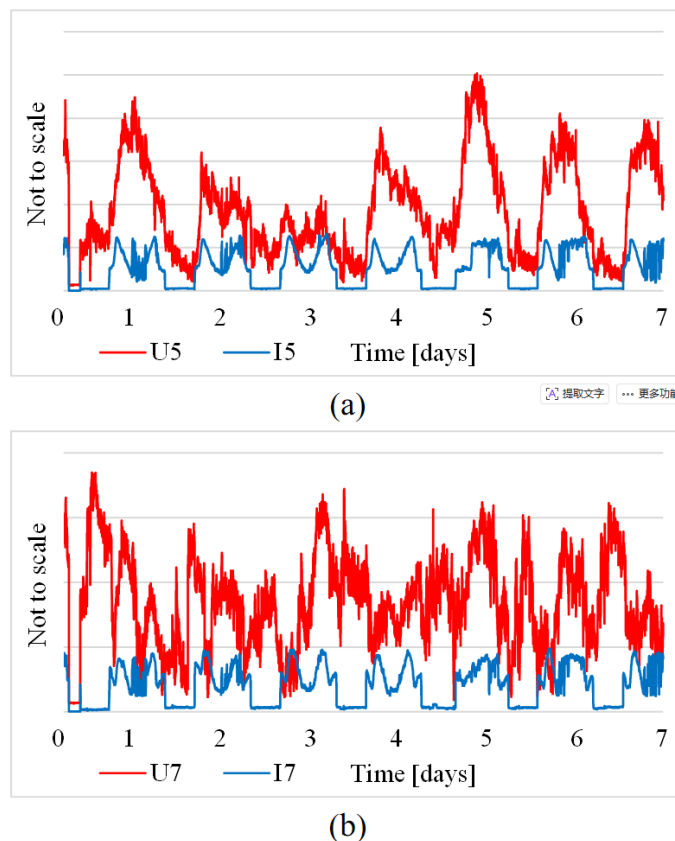 Not to scale
0 1 2 3 4 5 6 7
U5 I5 Time [days]
(a)
提取文字 更多功能
Not to scale
0 1 2 3 4 5 6 7
U7 I7 Time [days]
(b)